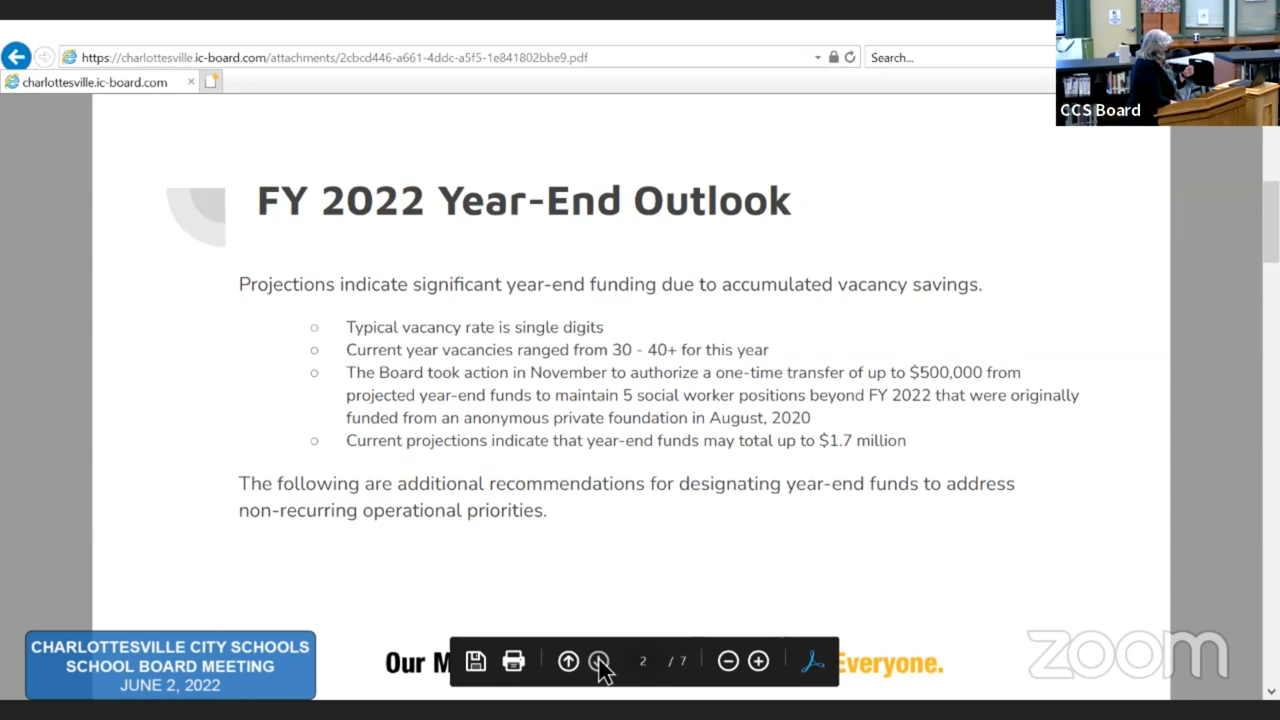 https://charlottesville.ic-board.com/attachments/2cbcd446-a661-4ddc-a5f5-1e841802bbe9.pdf
Search...
charlottesville.ic-board.com
CCS Board
FY 2022 Year-End Outlook
Projections indicate significant year-end funding due to accumulated vacancy savings.
Typical vacancy rate is single digits
Current year vacancies ranged from 30 - 40+ for this year
The Board took action in November to authorize a one-time transfer of up to $500,000 from
projected year-end funds to maintain 5 social worker positions beyond FY 2022 that were originally
funded from an anonymous private foundation in August, 2020
Current projections indicate that year-end funds may total up to $1.7 million
The following are additional recommendations for designating year-end funds to address
non-recurring operational priorities.
CHARLOTTESVILLE CITY SCHOOLS
SCHOOL BOARD MEETING
JUNE 2, 2022
Our M
2 / 7
Everyone.
zoom